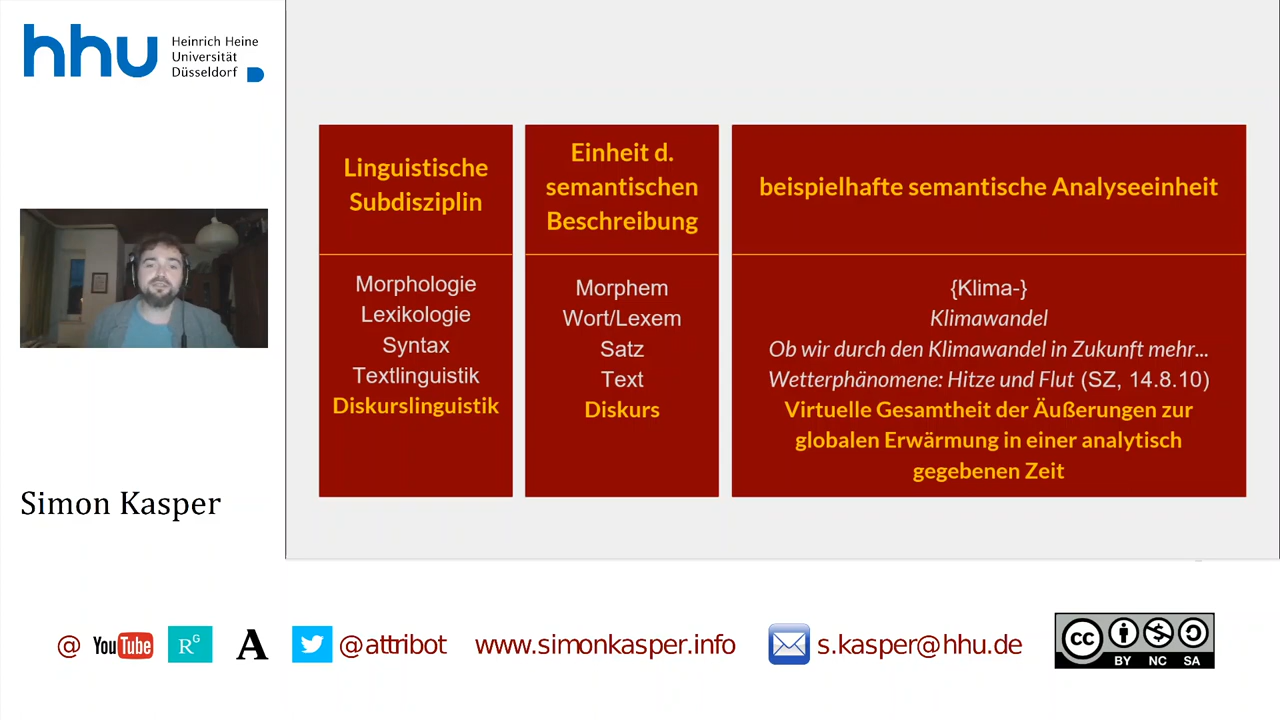 hhu
Heinrich Heine
Universität
Düsseldorf
Linguistische
Subdisziplin
Morphologie
Lexikologie
Syntax
Textlinguistik
Diskurslinguistik
Einheit d.
semantischen
Beschreibung
Morphem
Wort/Lexem
Satz
Text
Diskurs
beispielhafte semantische Analyseeinheit
{Klima-}
Klimawandel
Ob wir durch den Klimawandel in Zukunft mehr...
Wetterphänomene: Hitze und Flut (SZ, 14.8.10)
Virtuelle Gesamtheit der Äußerungen zur
globalen Erwärmung in einer analytisch
gegebenen Zeit
Simon Kasper
@ YouTube RG A @attribot www.simonkasper.info s.kasper@hhu.de
cc
BY NC SA